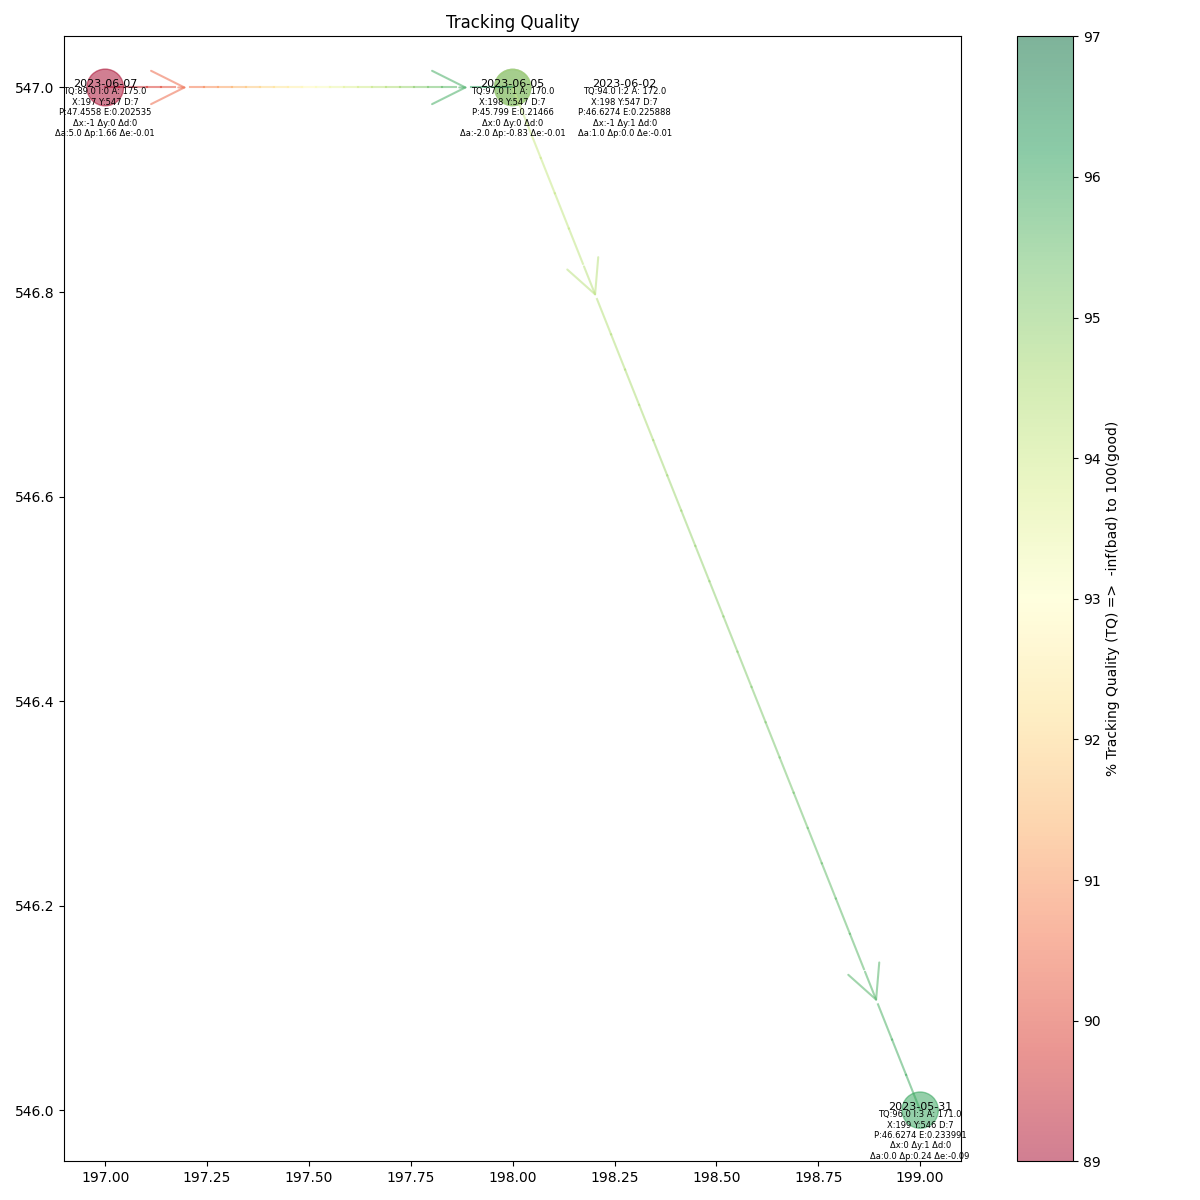 Tracking Quality
547.0
546.8
546.6
546.4
546.2
546.0
197.00
197.25
197.50
197.75
198.00
198.25
198.50
198.75
199.00
2023-06-07
TQ:89.0 I:0 A: 175.0
X:197 Y:547 D:7
P:47.4558 E:0.202535
Δx:-1 Δy:0 Δd:0
Δa:5.0 Δp:1.66 Δe:-0.01
2023-06-05
TQ:97.0 I:1 A: 170.0
X:198 Y:547 D:7
P:45.799 E:0.21466
Δx:0 Δy:0 Δd:0
Δa:-2.0 Δp:-0.83 Δe:-0.01
2023-06-02
TQ:94.0 I:2 A: 172.0
X:198 Y:547 D:7
P:46.6274 E:0.225888
Δx:-1 Δy:1 Δd:0
Δa:1.0 Δp:0.0 Δe:-0.01
2023-05-31
TQ:96.0 I:3 A: 171.0
X:199 Y:546 D:7
P:46.6274 E:0.233991
Δx:0 Δy:1 Δd:0
Δa:0.0 Δp:0.24 Δe:-0.09
97
96
95
94
93
92
91
90
89
% Tracking Quality (TQ) =>  -inf(bad) to 100(good)